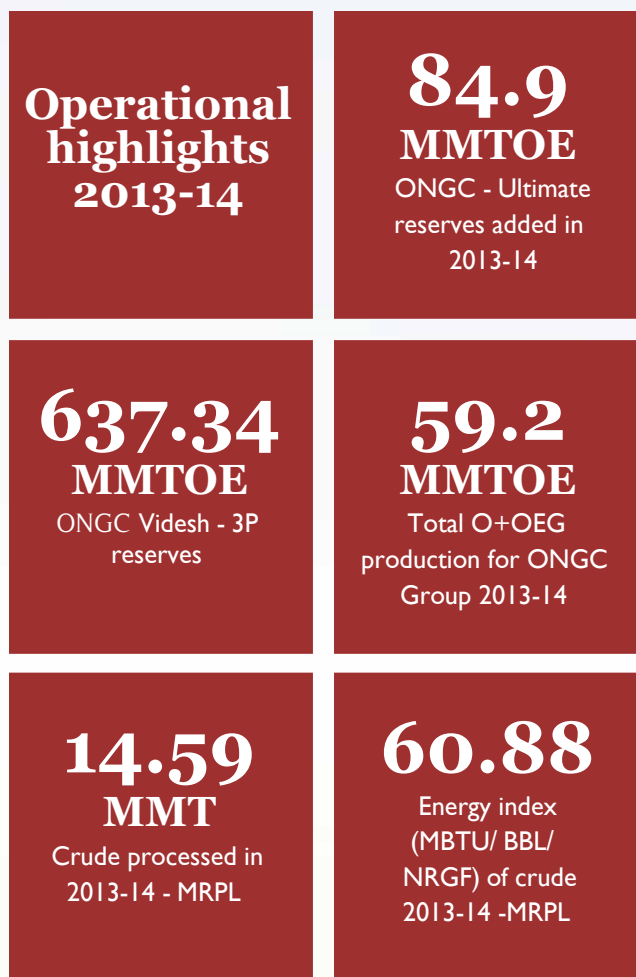 Operational
highlights
2013-14
84.9
MMTOE
ONGC - Ultimate
reserves added in
2013-14
637.34
MMTOE
ONGC Videsh - 3P
reserves
59.2
MMTOE
Total O+OEG
production for ONGC
Group 2013-14
14.59
MMT
Crude processed in
2013-14 - MRPL
60.88
Energy index
(MBTU/ BBL/
NRGF) of crude
2013-14 -MRPL